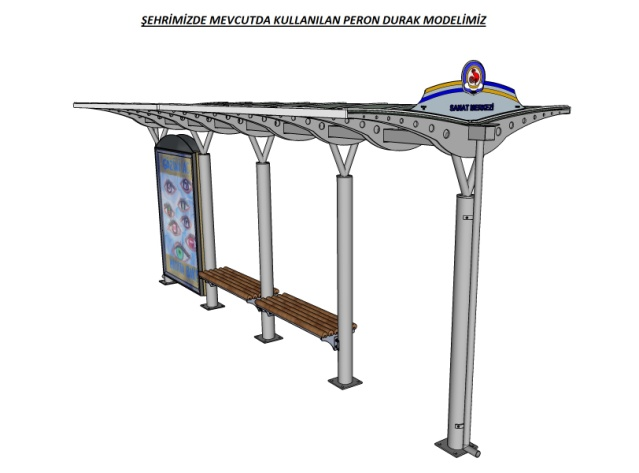 ŞEHRİMİZDE MEVCUTDA KULLANILAN PERON DURAK MODELİMİZ
SANAT MERKEZİ